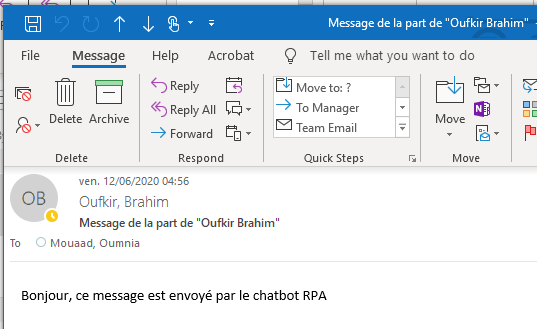 Message de la part de "Oufkir Brahim"
File Message Help Acrobat Tell me what you want to do
Delete Archive
Reply
Reply All
Forward
Move to: ?
To Manager
Team Email
Move
Delete Respond Quick Steps Move
OB
ven. 12/06/2020 04:56
Oufkir, Brahim
Message de la part de "Oufkir Brahim"
To Mouaad, Oumnia
Bonjour, ce message est envoyé par le chatbot RPA